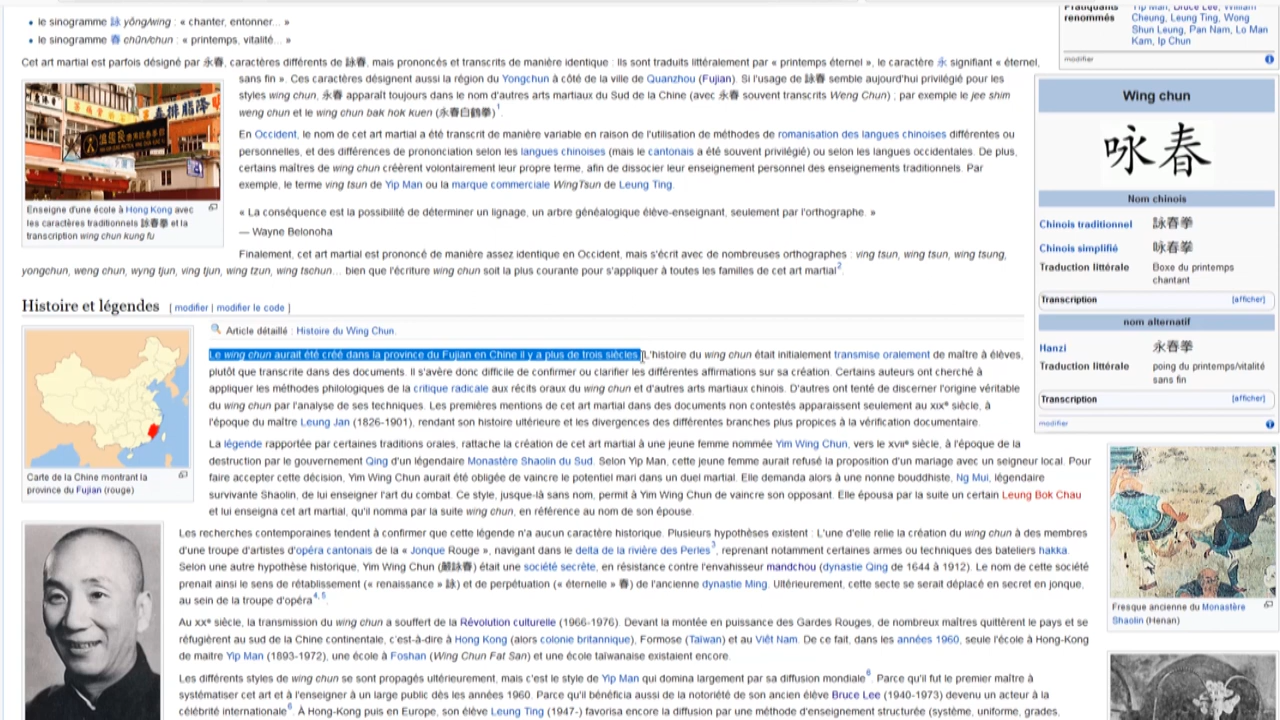 • le sinogramme 詠 yǒng/wing : « chanter, entonner... »
• le sinogramme 春 chūn/chun : « printemps, vitalité... »
Cet art martial est parfois désigné par 永春, caractères différents de 詠春, mais prononcés et transcrits de manière identique : Ils sont traduits littéralement par « printemps éternel », le caractère 永 signifiant « éternel,
sans fin ». Ces caractères désignent aussi la région du Yongchun à côté de la ville de Quanzhou (Fujian). Si l'usage de 詠春 semble aujourd'hui privilégié pour les
styles wing chun, 永春 apparaît toujours dans le nom d'autres arts martiaux du Sud de la Chine (avec 永春 souvent transcrits Weng Chun) ; par exemple le jee shim
weng chun et le wing chun bak hok kuen (永春白鶴拳)1.
En Occident, le nom de cet art martial a été transcrit de manière variable en raison de l'utilisation de méthodes de romanisation des langues chinoises différentes ou
personnelles, et des différences de prononciation selon les langues chinoises (mais le cantonais a été souvent privilégié) ou selon les langues occidentales. De plus,
certains maîtres de wing chun créèrent volontairement leur propre terme, afin de dissocier leur enseignement personnel des enseignements traditionnels. Par
exemple, le terme ving tsun de Yip Man ou la marque commerciale WingTsun de Leung Ting.
« La conséquence est la possibilité de déterminer un lignage, un arbre généalogique élève-enseignant, seulement par l'orthographe. »
— Wayne Belonoha
Finalement, cet art martial est prononcé de manière assez identique en Occident, mais s'écrit avec de nombreuses orthographes : ving tsun, wing tsun, wing tsung,
yongchun, weng chun, wyng tjun, ving tjun, wing tzun, wing tschun... bien que l'écriture wing chun soit la plus courante pour s'appliquer à toutes les familles de cet art martial2.
Enseigne d'une école à Hong Kong avec
les caractères traditionnels 詠春拳 et la
transcription wing chun kung fu
Histoire et légendes [ modifier | modifier le code ]
Article détaillé : Histoire du Wing Chun.
Le wing chun aurait été créé dans la province du Fujian en Chine il y a plus de trois siècles. L'histoire du wing chun était initialement transmise oralement de maître à élèves,
plutôt que transcrite dans des documents. Il s'avère donc difficile de confirmer ou clarifier les différentes affirmations sur sa création. Certains auteurs ont cherché à
appliquer les méthodes philologiques de la critique radicale aux récits oraux du wing chun et d'autres arts martiaux chinois. D'autres ont tenté de discerner l'origine véritable
du wing chun par l'analyse de ses techniques. Les premières mentions de cet art martial dans des documents non contestés apparaissent seulement au XIXe siècle, à
l'époque du maître Leung Jan (1826-1901), rendant son histoire ultérieure et les divergences des différentes branches plus propices à la vérification documentaire.
La légende rapportée par certaines traditions orales, rattache la création de cet art martial à une jeune femme nommée Yim Wing Chun, vers le XVIIe siècle, à l'époque de la
destruction par le gouvernement Qing d'un légendaire Monastère Shaolin du Sud. Selon Yip Man, cette jeune femme aurait refusé la proposition d'un mariage avec un seigneur local. Pour
faire accepter cette décision, Yim Wing Chun aurait été obligée de vaincre le potentiel mari dans un duel martial. Elle demanda alors à une nonne bouddhiste, Ng Mui, légendaire
survivante Shaolin, de lui enseigner l'art du combat. Ce style, jusque-là sans nom, permit à Yim Wing Chun de vaincre son opposant. Elle épousa par la suite un certain Leung Bok Chau
et lui enseigna cet art martial, qu'il nomma par la suite wing chun, en référence au nom de son épouse.
Carte de la Chine montrant la
province du Fujian (rouge)
Les recherches contemporaines tendent à confirmer que cette légende n'a aucun caractère historique. Plusieurs hypothèses existent : L'une d'elle relie la création du wing chun à des membres
d'une troupe d'artistes d'opéra cantonais de la « Jonque Rouge », navigant dans le delta de la rivière des Perles3, reprenant notamment certaines armes ou techniques des bateliers hakka.
Selon une autre hypothèse historique, Yim Wing Chun (嚴詠春) était une société secrète, en résistance contre l'envahisseur mandchou (dynastie Qing de 1644 à 1912). Le nom de cette société
prenait ainsi le sens de rétablissement (« renaissance » 詠) et de perpétuation (« éternelle » 春) de l'ancienne dynastie Ming. Ultérieurement, cette secte se serait déplacé en secret en jonque,
au sein de la troupe d'opéra4, 5.
Au XXe siècle, la transmission du wing chun a souffert de la Révolution culturelle (1966-1976). Devant la montée en puissance des Gardes Rouges, de nombreux maîtres quittèrent le pays et se
réfugièrent au sud de la Chine continentale, c'est-à-dire à Hong Kong (alors colonie britannique), Formose (Taïwan) et au Viêt Nam. De ce fait, dans les années 1960, seule l'école à Hong-Kong
de maitre Yip Man (1893-1972), une école à Foshan (Wing Chun Fat San) et une école taïwanaise existaient encore.
Les différents styles de wing chun se sont propagés ultérieurement, mais c'est le style de Yip Man qui domina largement par sa diffusion mondiale6. Parce qu'il fut le premier maître à
systématiser cet art et à l'enseigner à un large public dès les années 1960. Parce qu'il bénéficia aussi de la notoriété de son ancien élève Bruce Lee (1940-1973) devenu un acteur à la
célébrité internationale6. À Hong-Kong puis en Europe, son élève Leung Ting (1947-) favorisa encore la diffusion par une méthode d'enseignement structurée (système, uniforme, grades,
Pratiquants
renommés
Yip Man, Bruce Lee, William
Cheung, Leung Ting, Wong
Shun Leung, Pan Nam, Lo Man
Kam, Ip Chun
modifier
Wing chun
咏春
Nom chinois
Chinois traditionnel 詠春拳
Chinois simplifié 咏春拳
Traduction littérale Boxe du printemps
chantant
Transcription [afficher]
nom alternatif
Hanzi 永春拳
Traduction littérale poing du printemps/vitalité
sans fin
Transcription [afficher]
modifier
Fresque ancienne du Monastère
Shaolin (Henan)